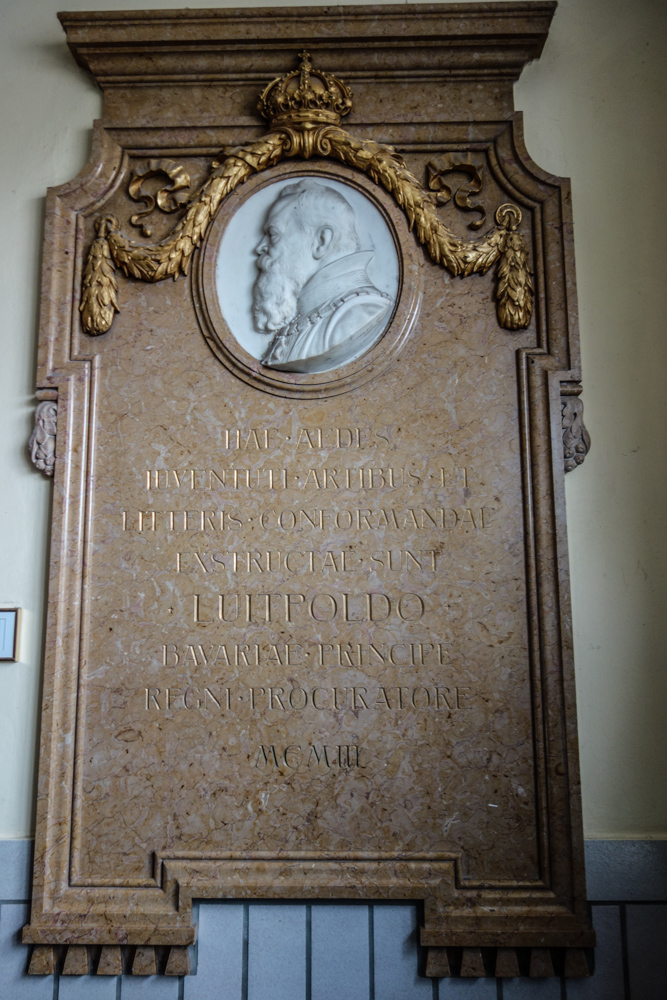 HAE·AEDES
IUVENTUTI·ARTIBUS·ET
LITTERIS·CONFORMANDAE
EXSTRUCTAE·SUNT
·LUITPOLDO·
BAVARIAE·PRINCIPE
REGNI·PROCURATORE
MCMIII